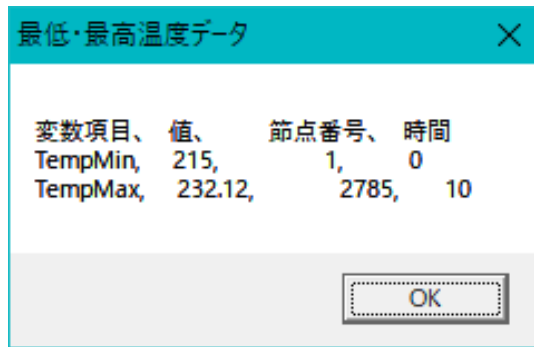 最低・最高温度データ
変数項目、 値、 節点番号、 時間
TempMin, 215, 1, 0
TempMax, 232.12, 2785, 10
OK